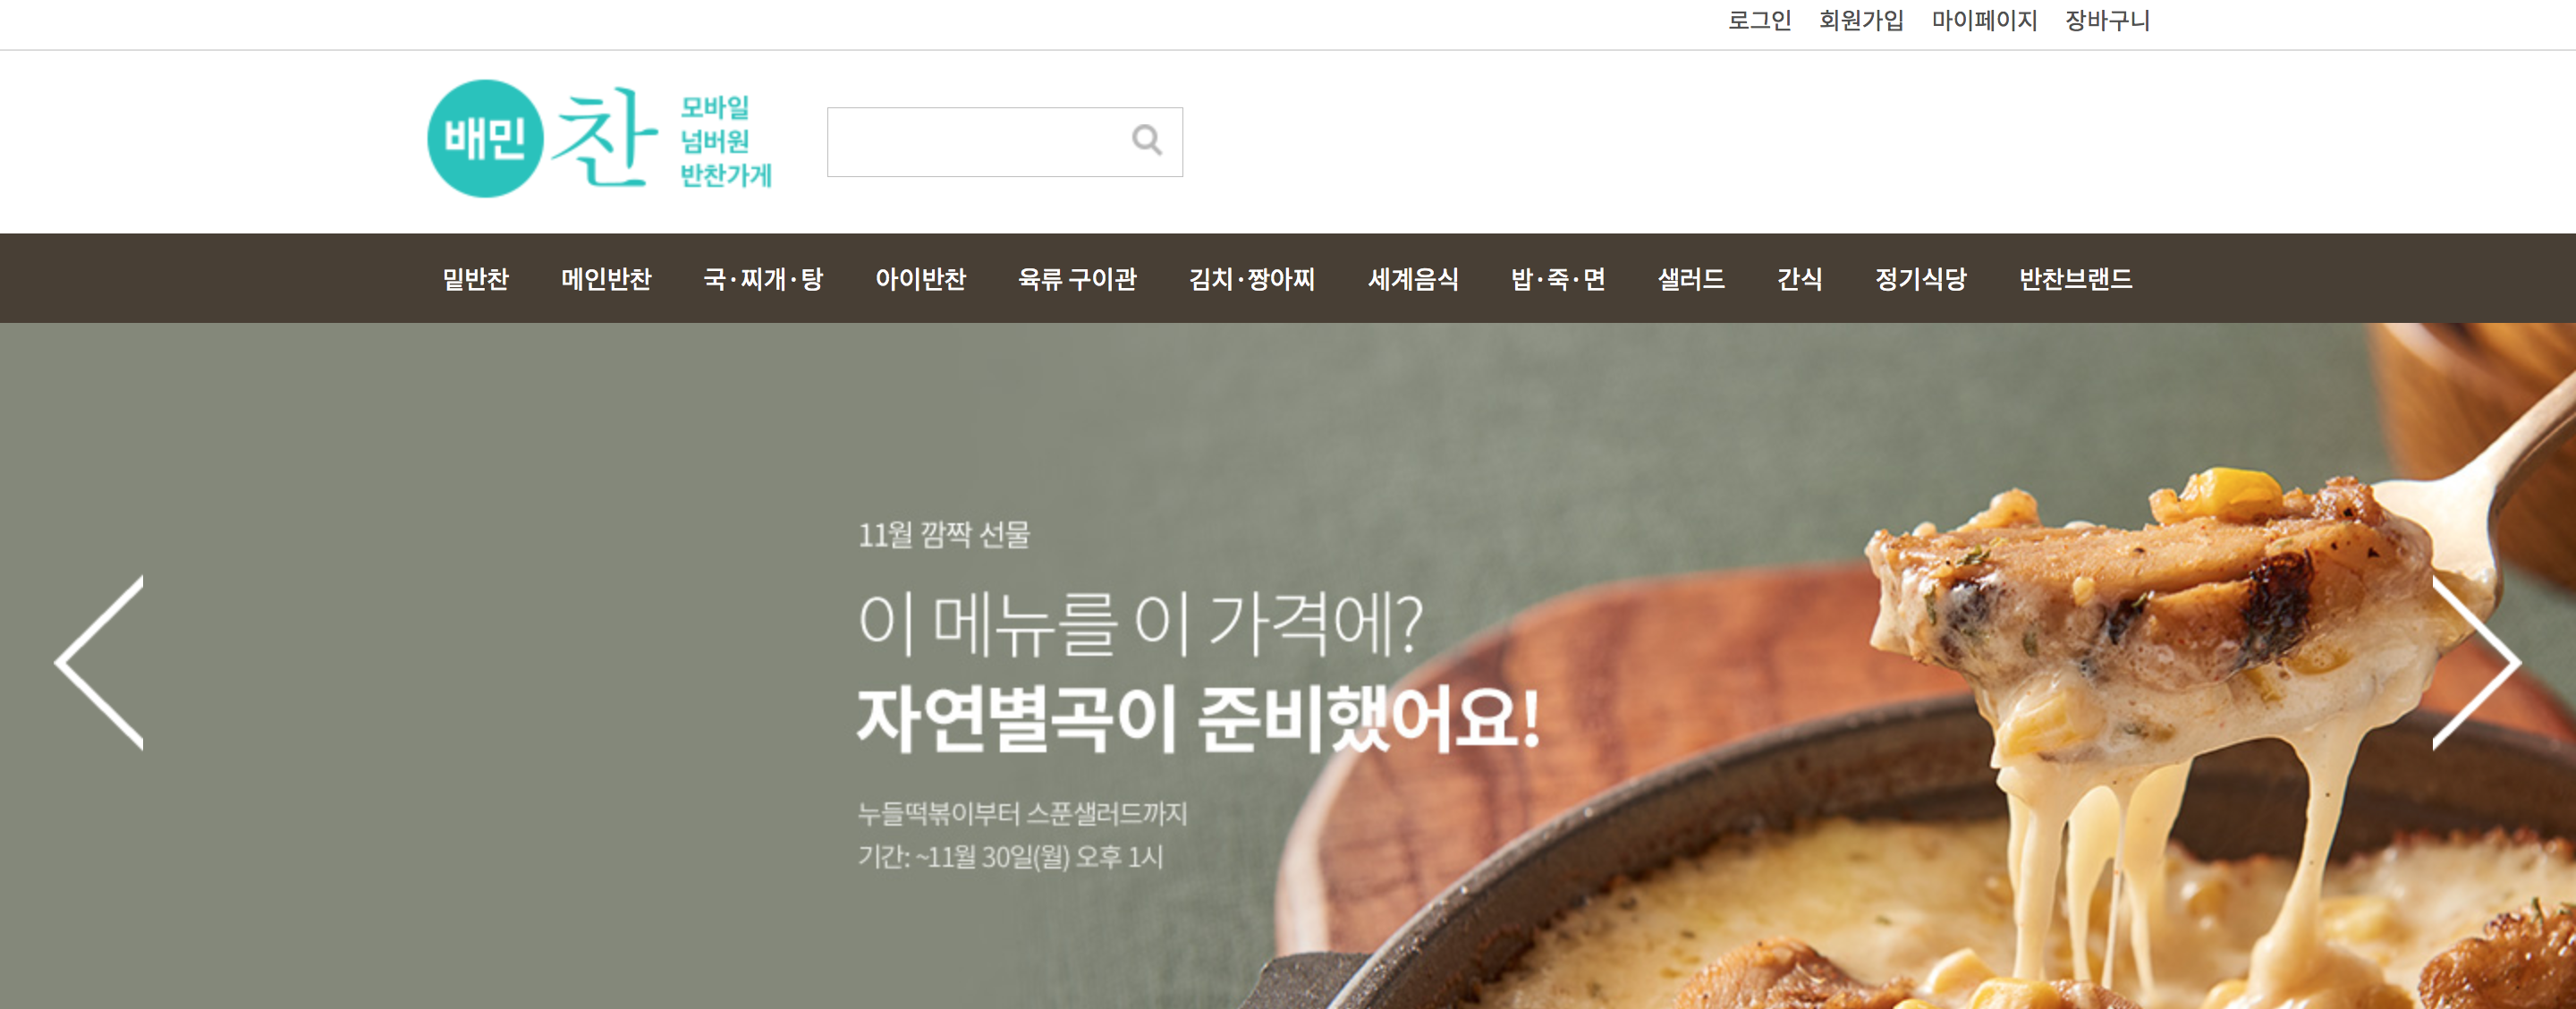 로그인 회원가입 마이페이지 장바구니
배민찬
모바일
넘버원
반찬가게
밑반찬 메인반찬 국·찌개·탕 아이반찬 육류 구이관 김치·짱아찌 세계음식 밥·죽·면 샐러드 간식 정기식당 반찬브랜드
11월 깜짝 선물
이 메뉴를 이 가격에?
자연별곡이 준비했어요!
누들떡볶이부터 스푼샐러드까지
기간: ~11월 30일(월) 오후 1시